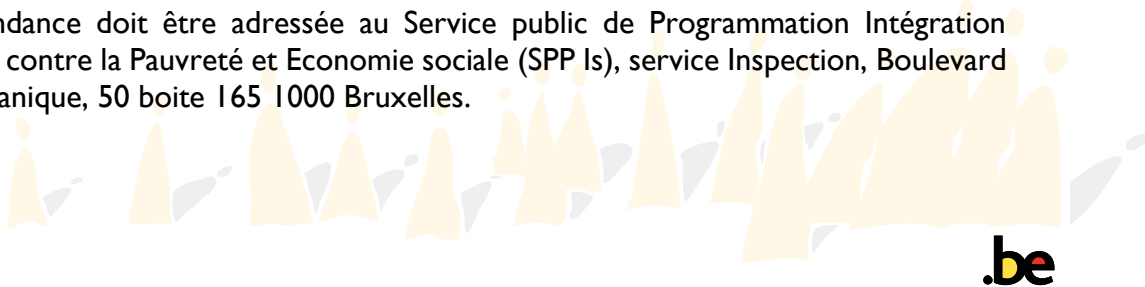 ndance doit être adressée au Service public de Programmation Intégration
contre la Pauvreté et Economie sociale (SPP Is), service Inspection, Boulevard
anique, 50 boite 165 1000 Bruxelles.
.be